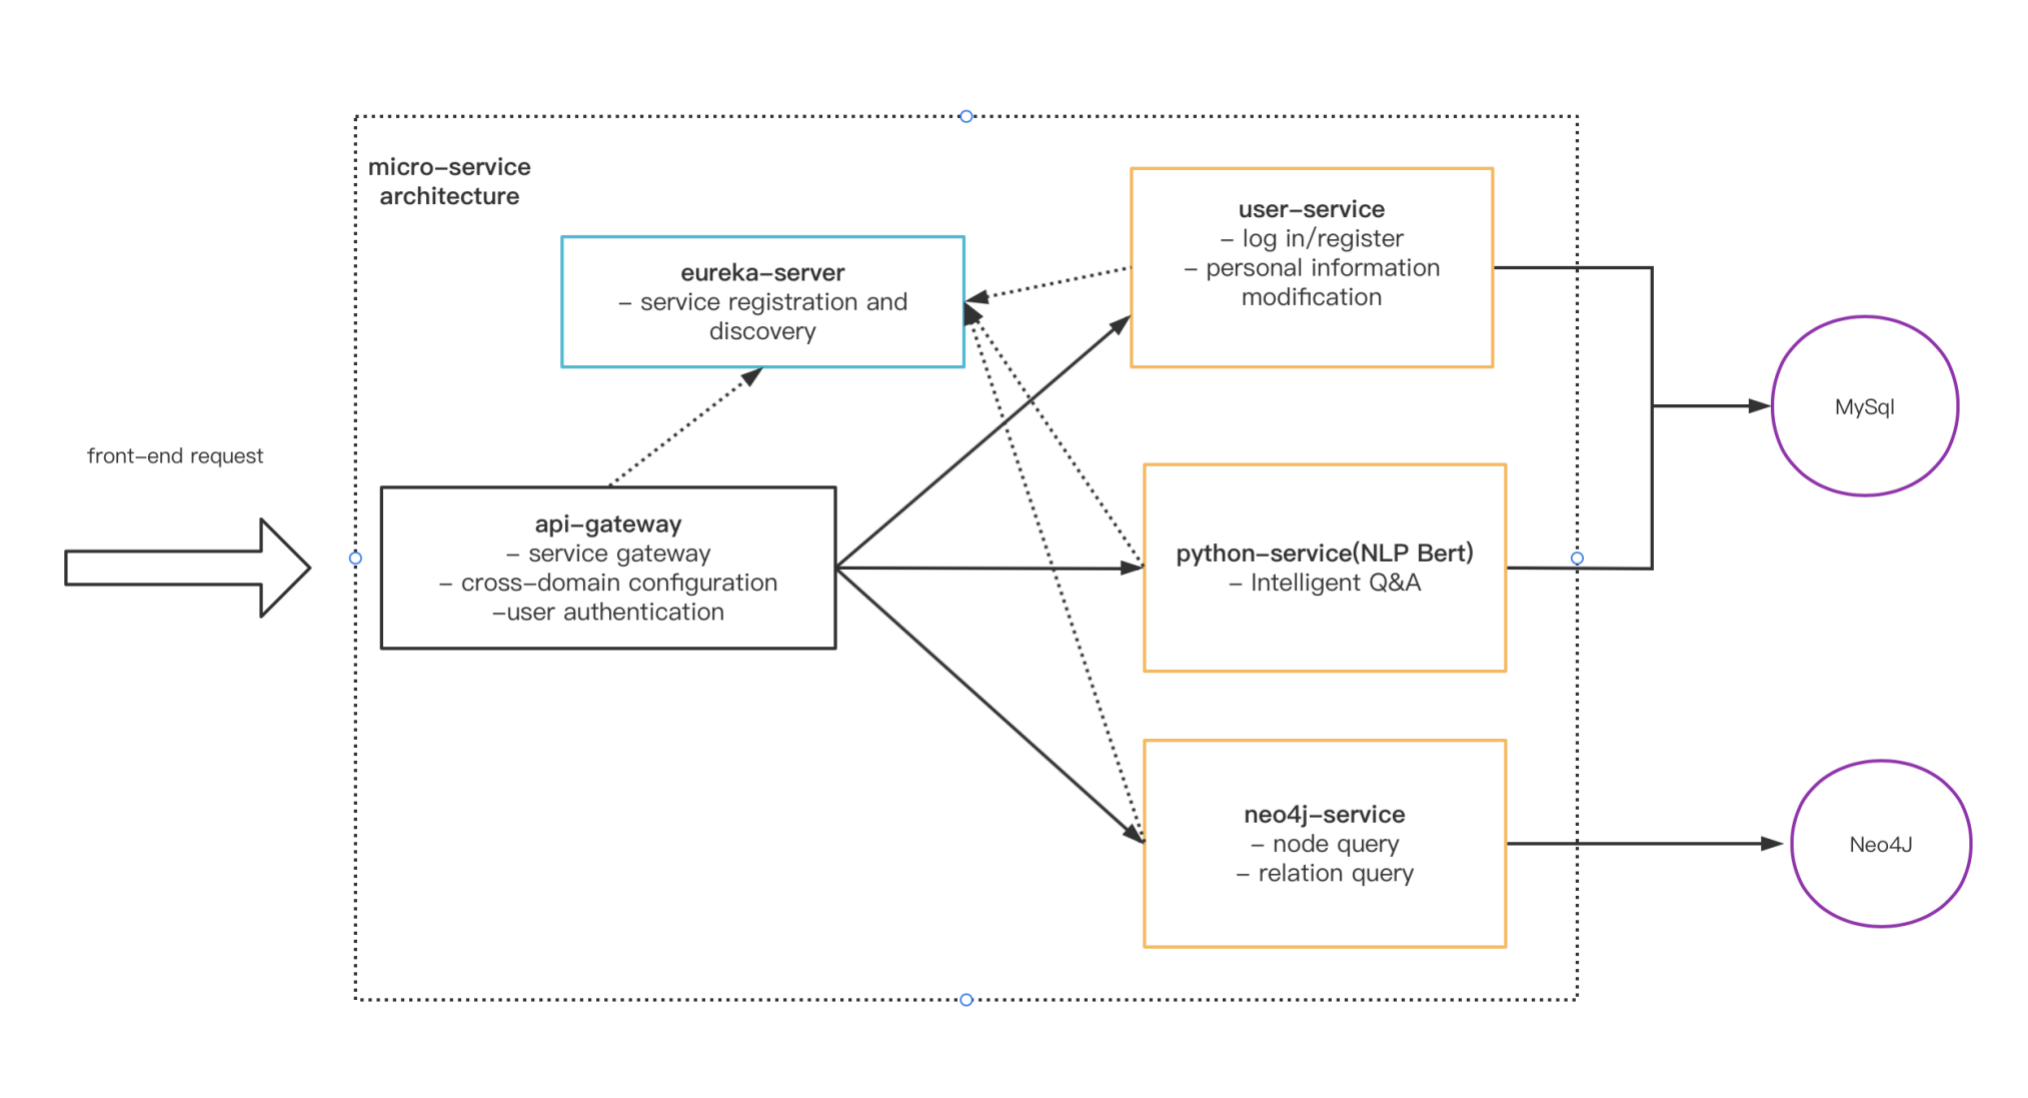 micro–service
architecture
user–service
– log in/register
– personal information
modification
eureka–server
– service registration and
discovery
MySql
front–end request
api–gateway
– service gateway
– cross–domain configuration
–user authentication
python–service(NLP Bert)
– Intelligent Q&A
neo4j–service
– node query
– relation query
Neo4J